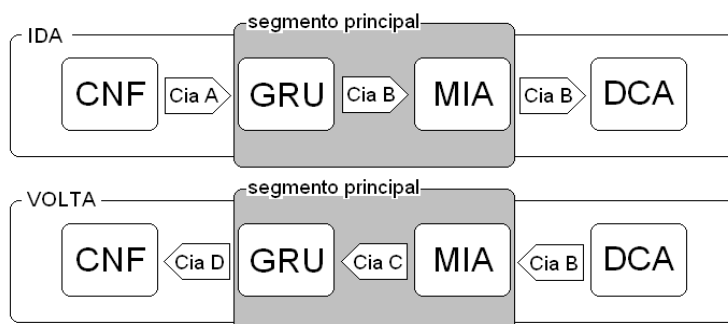 segmento principal
IDA
CNF Cia A GRU Cia B MIA Cia B DCA
segmento principal
VOLTA
CNF Cia D GRU Cia C MIA Cia B DCA